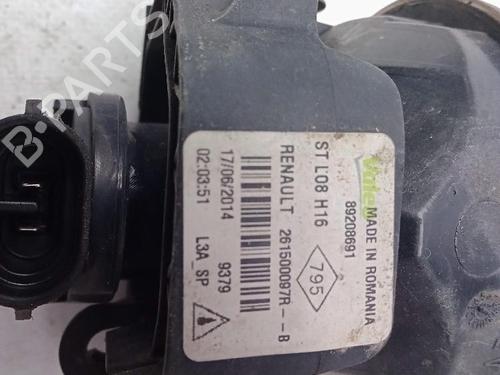 Valeo
MADE IN ROMANIA
89208691
ST L08 H16
795
RENAULT 261500097R--B
17/06/2014 9379
02:03:51 L3A_SP
B-PARTS